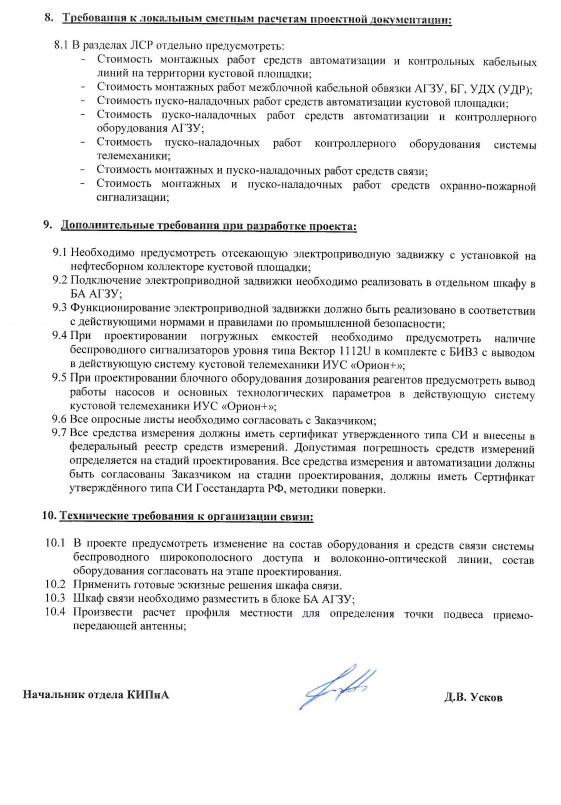 8. Требования к локальным сметным расчетам проектной документации:
8.1 В разделах ЛСР отдельно предусмотреть:
- Стоимость монтажных работ средств автоматизации и контрольных кабельных
линий на территории кустовой площадки;
- Стоимость монтажных работ межблочной кабельной обвязки АГЗУ, БГ, УДХ (УДР);
- Стоимость пуско-наладочных работ средств автоматизации кустовой площадки;
- Стоимость пуско-наладочных работ средств автоматизации и контроллерного
оборудования АГЗУ;
- Стоимость пуско-наладочных работ контроллерного оборудования системы
телемеханики;
- Стоимость монтажных и пуско-наладочных работ средств связи;
- Стоимость монтажных и пуско-наладочных работ средств охранно-пожарной
сигнализации;
9. Дополнительные требования при разработке проекта:
9.1 Необходимо предусмотреть отсекающую электроприводную задвижку с установкой на
нефтесборном коллекторе кустовой площадки;
9.2 Подключение электроприводной задвижки необходимо реализовать в отдельном шкафу в
БА АГЗУ;
9.3 Функционирование электроприводной задвижки должно быть реализовано в соответствии
с действующими нормами и правилами по промышленной безопасности;
9.4 При проектировании погружных емкостей необходимо предусмотреть наличие
беспроводного сигнализаторов уровня типа Вектор 1112U в комплекте с БИВ3 с выводом
в действующую систему кустовой телемеханики ИУС «Орион+»;
9.5 При проектировании блочного оборудования дозирования реагентов предусмотреть вывод
работы насосов и основных технологических параметров в действующую систему
кустовой телемеханики ИУС «Орион+»;
9.6 Все опросные листы необходимо согласовать с Заказчиком;
9.7 Все средства измерения должны иметь сертификат утвержденного типа СИ и внесены в
федеральный реестр средств измерений. Допустимая погрешность средств измерений
определяется на стадий проектирования. Все средства измерения и автоматизации должны
быть согласованы Заказчиком на стадии проектирования, должны иметь Сертификат
утверждённого типа СИ Госстандарта РФ, методики поверки.
10. Технические требования к организации связи:
10.1 В проекте предусмотреть изменение на состав оборудования и средств связи системы
беспроводного широкополосного доступа и волоконно-оптической линии, состав
оборудования согласовать на этапе проектирования.
10.2 Применить готовые эскизные решения шкафа связи.
10.3 Шкаф связи необходимо разместить в блоке БА АГЗУ;
10.4 Произвести расчет профиля местности для определения точки подвеса приемо-
передающей антенны;
Начальник отдела КИПиА Д.В. Усков